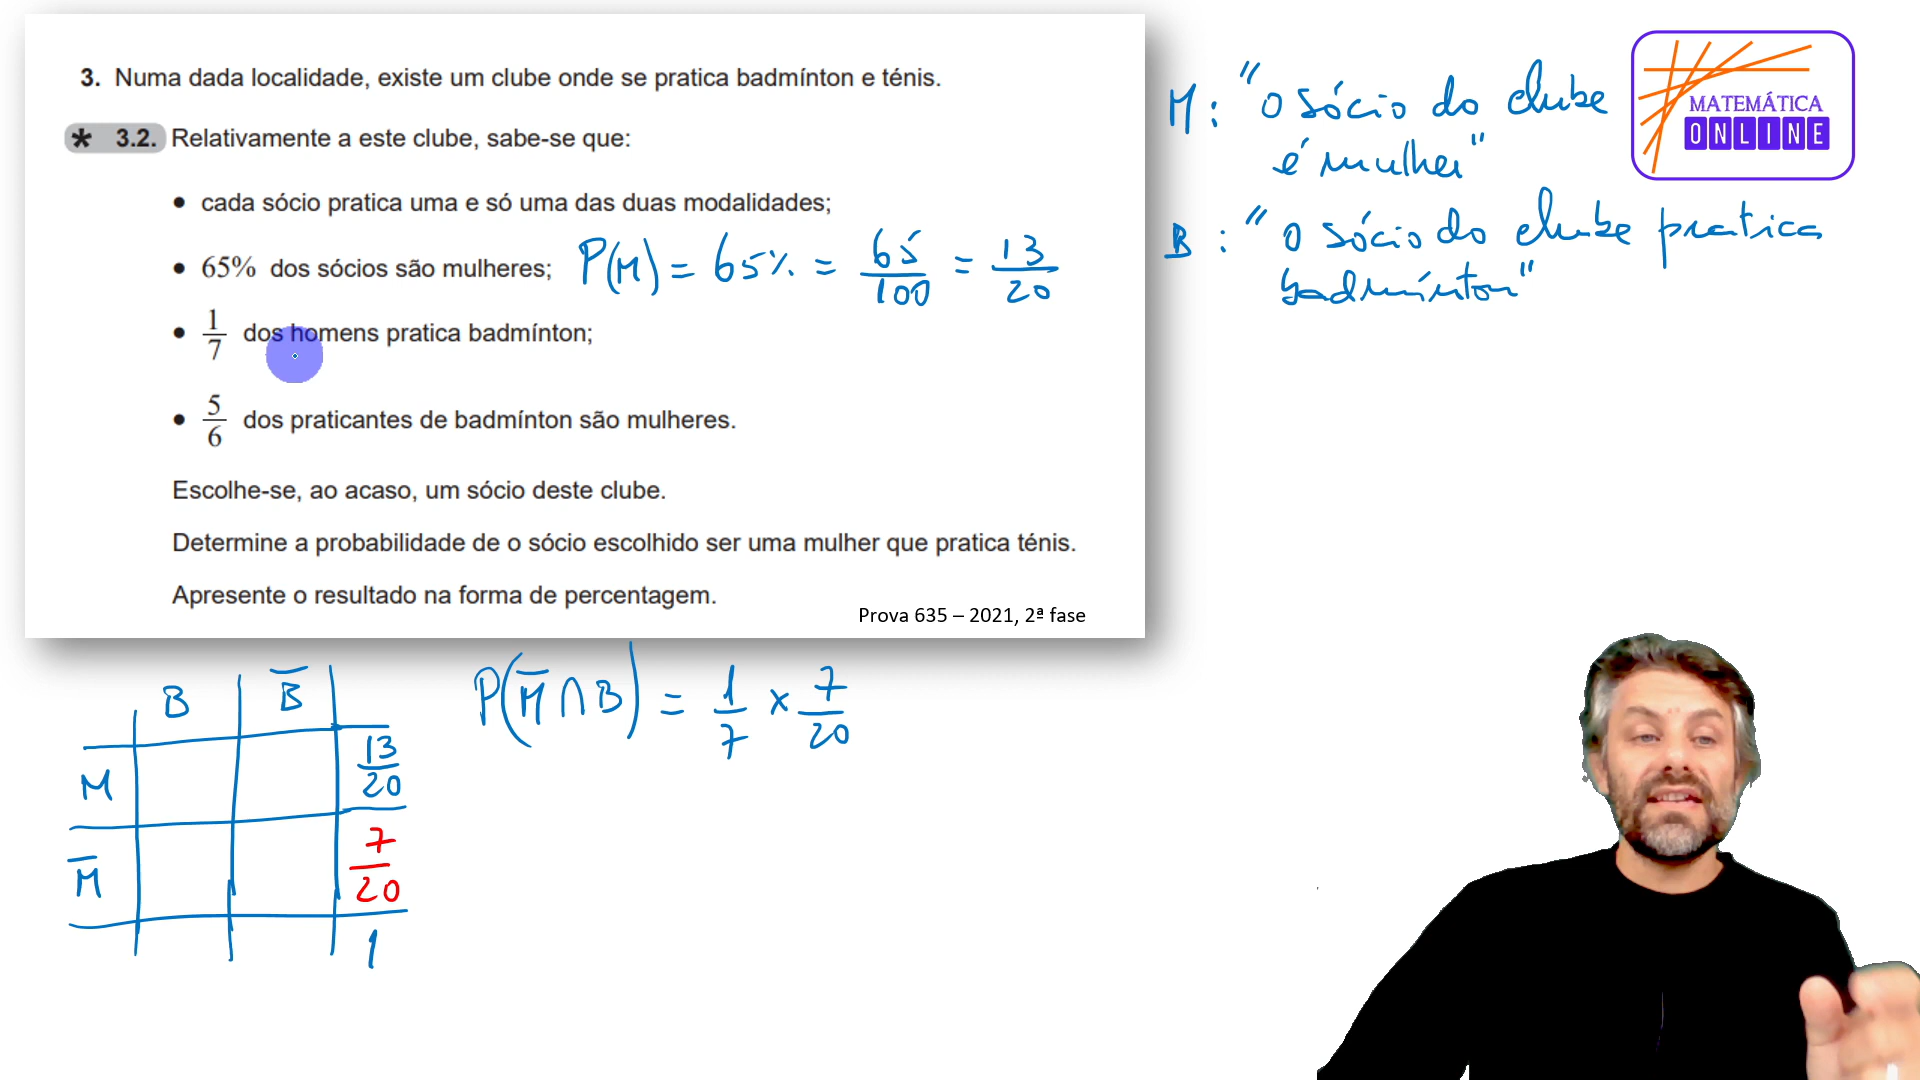 3. Numa dada localidade, existe um clube onde se pratica badmínton e ténis.
* 3.2. Relativamente a este clube, sabe-se que:
• cada sócio pratica uma e só uma das duas modalidades;
• 65% dos sócios são mulheres; P(M) = 65% = 65/100 = 13/20
• 1/7 dos homens pratica badmínton;
• 5/6 dos praticantes de badmínton são mulheres.
Escolhe-se, ao acaso, um sócio deste clube.
Determine a probabilidade de o sócio escolhido ser uma mulher que pratica ténis.
Apresente o resultado na forma de percentagem.
Prova 635 – 2021, 2ª fase
M: "o sócio do clube
é mulher"
B: "o sócio do clube pratica
badmínton"
MATEMÁTICA
ONLINE
B B̅
M 13/20
M̅ 7/20
1
P(M̅ ∩ B) = 1/7 × 7/20